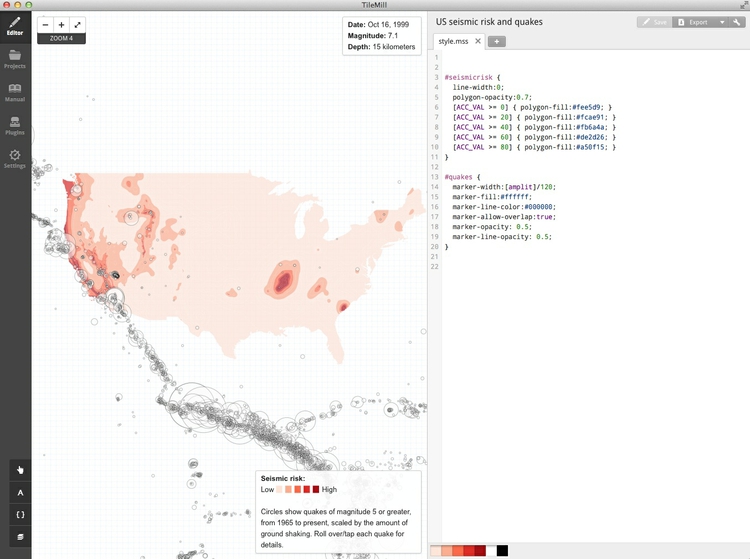 TileMill
Editor
Projects
Manual
Plugins
Settings
ZOOM 4
Date: Oct 16, 1999
Magnitude: 7.1
Depth: 15 kilometers
Seismic risk:
Low High
Circles show quakes of magnitude 5 or greater,
from 1965 to present, scaled by the amount of
ground shaking. Roll over/tap each quake for
details.
US seismic risk and quakes
Save Export
style.mss
1
2
3 #seismicrisk {
4 line-width:0;
5 polygon-opacity:0.7;
6 [ACC_VAL >= 0] { polygon-fill:#fee5d9; }
7 [ACC_VAL >= 20] { polygon-fill:#fcae91; }
8 [ACC_VAL >= 40] { polygon-fill:#fb6a4a; }
9 [ACC_VAL >= 60] { polygon-fill:#de2d26; }
10 [ACC_VAL >= 80] { polygon-fill:#a50f15; }
11 }
12
13 #quakes {
14 marker-width:[amplit]/120;
15 marker-fill:#ffffff;
16 marker-line-color:#000000;
17 marker-allow-overlap:true;
18 marker-opacity: 0.5;
19 marker-line-opacity: 0.5;
20 }
21
22